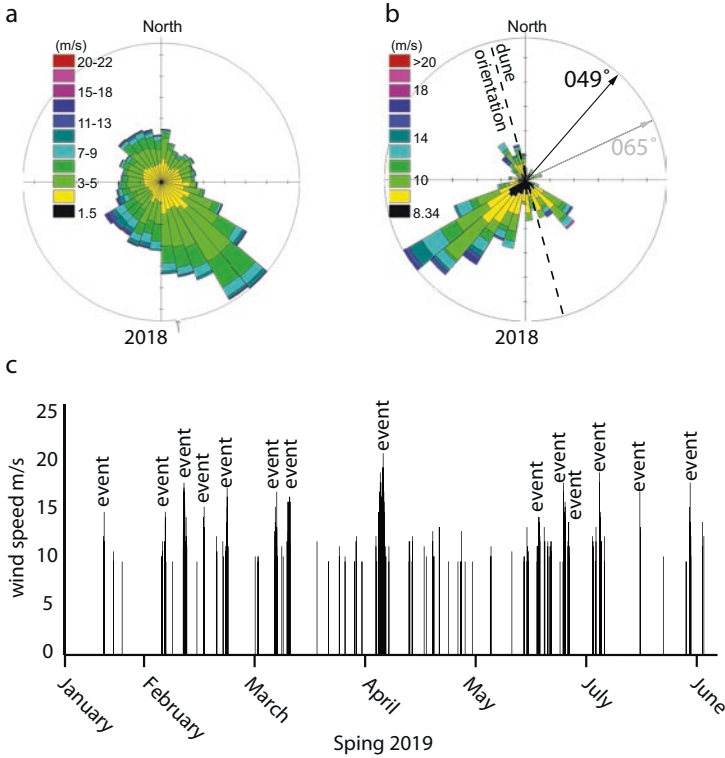 a
North
(m/s)
20-22
15-18
11-13
7-9
3-5
1.5
2018
b
North
(m/s)
>20
18
14
10
8.34
dune
orientation
049°
065°
2018
c
wind speed m/s
25
20
15
10
5
0
event
event
event
event
event
event
event
event
event
event
event
event
event
event
January
February
March
April
May
July
June
Sping 2019